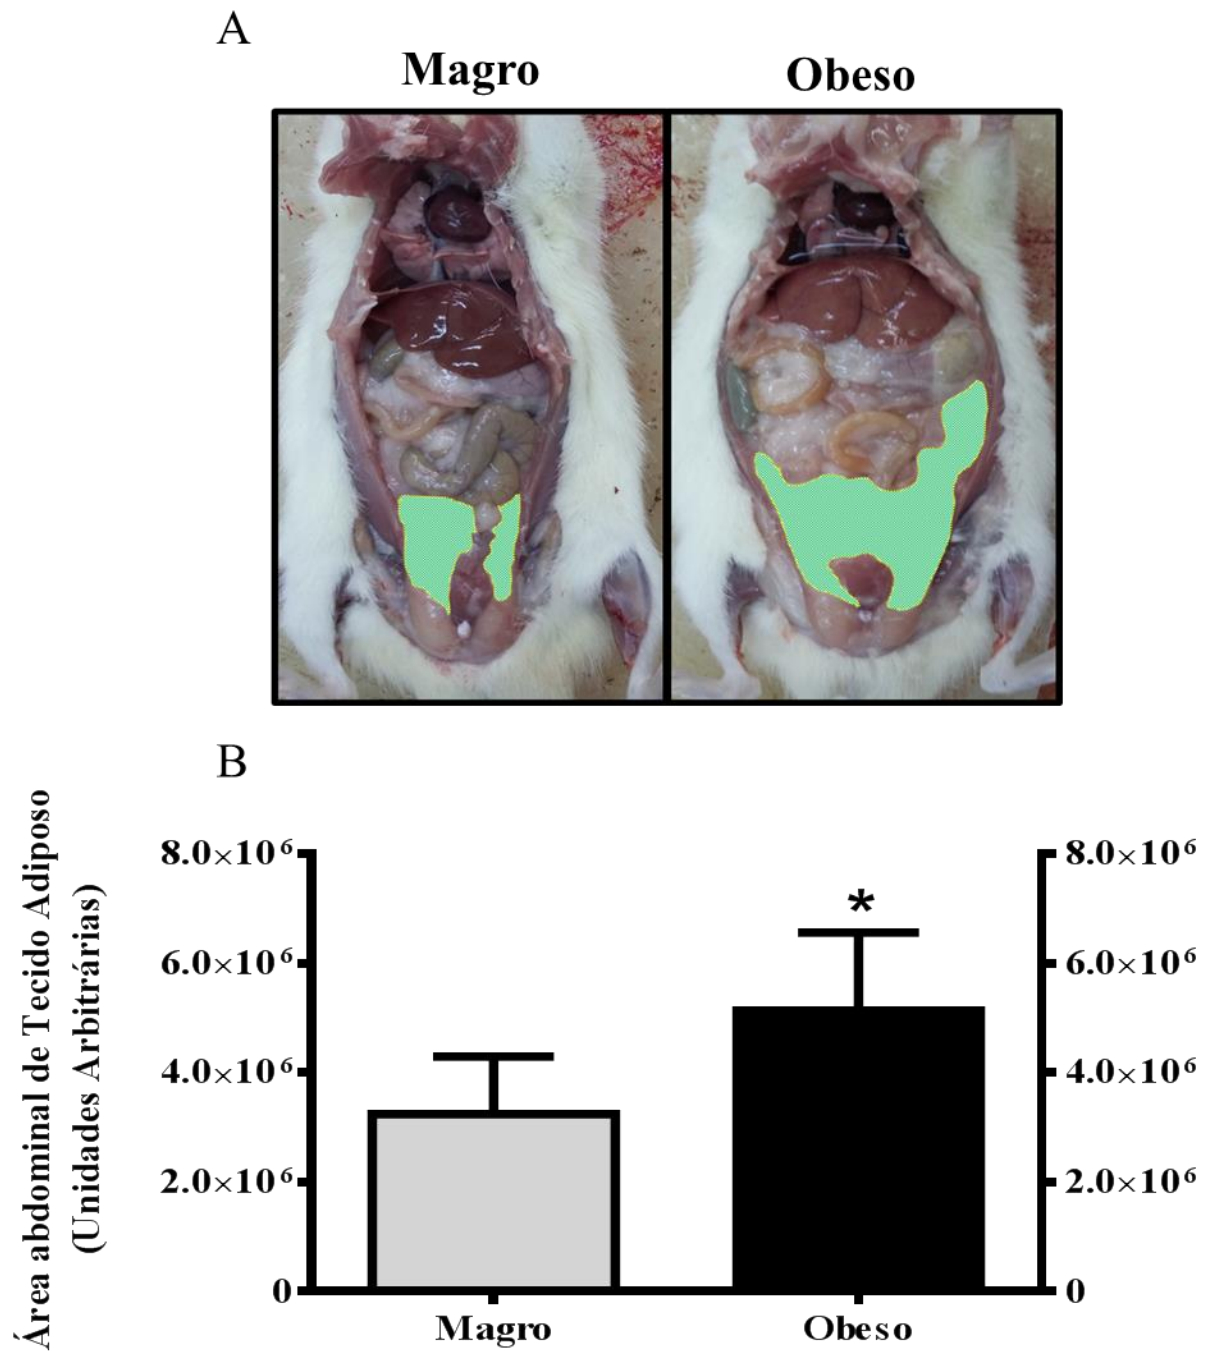 A
Magro Obeso
B
Área abdominal de Tecido Adiposo
(Unidades Arbitrárias)
8.0×10⁶ 8.0×10⁶
*
6.0×10⁶ 6.0×10⁶
4.0×10⁶ 4.0×10⁶
2.0×10⁶ 2.0×10⁶
0 0
Magro Obeso